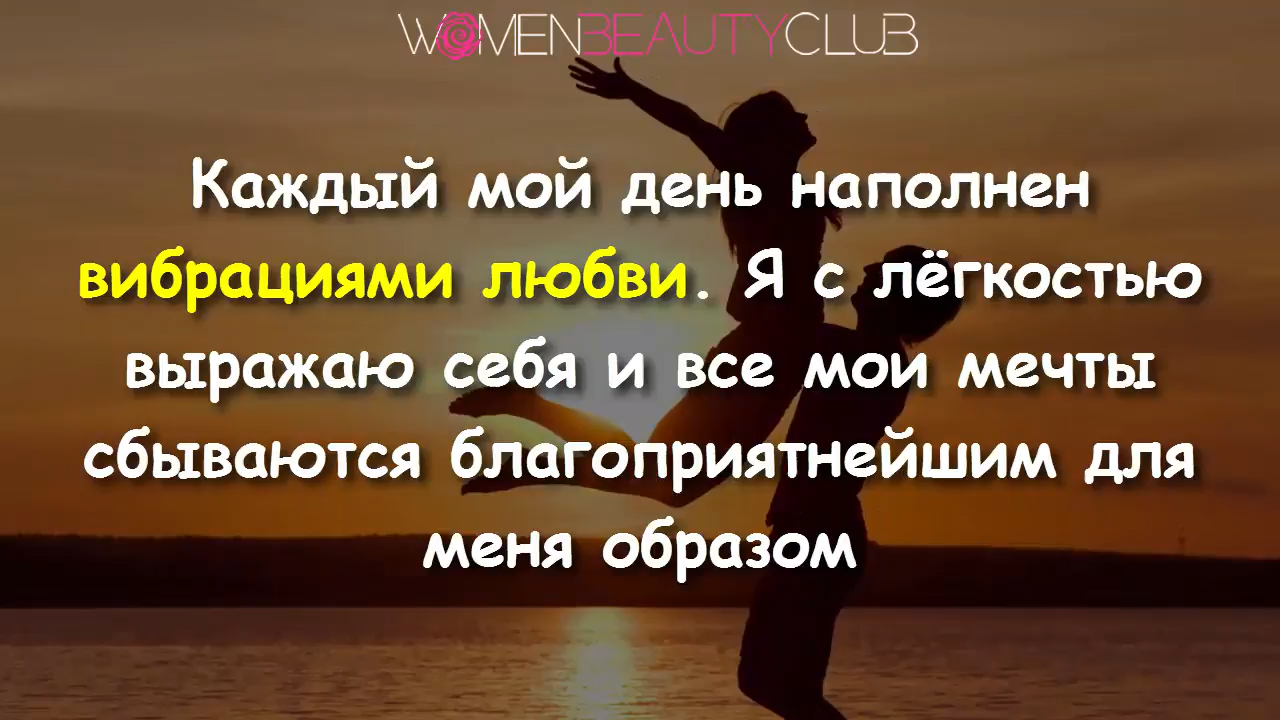 WOMENBEAUTYCLUB
Каждый мой день наполнен
вибрациями любви. Я с лёгкостью
выражаю себя и все мои мечты
сбываются благоприятнейшим для
меня образом